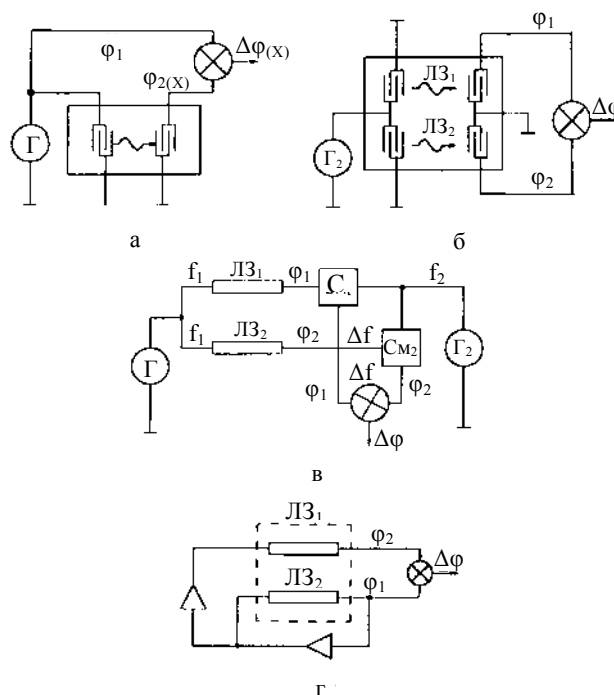 φ₁
Δφ₍ₓ₎
φ₂₍ₓ₎
Г
а
φ₁
ЛЗ₁
Δφ
ЛЗ₂
Г₂
φ₂
б
f₁ ЛЗ₁ φ₁ С f₂
f₁ ЛЗ₂ φ₂ Δf См₂
Г Г₂
φ₁ Δf φ₂
Δφ
в
ЛЗ₁
φ₂
Δφ
ЛЗ₂ φ₁
г